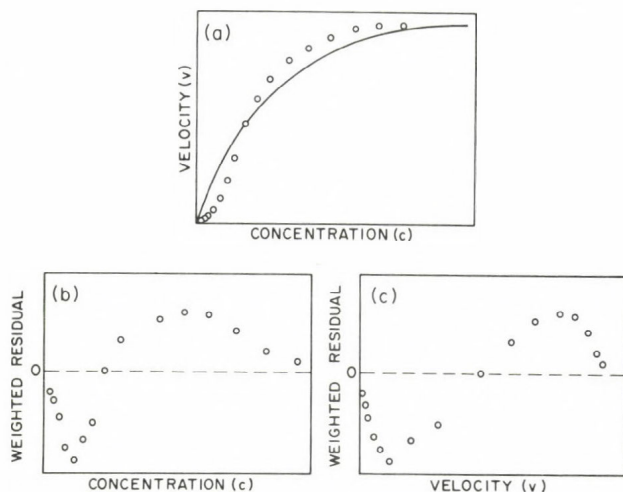 (a)
VELOCITY (v)
CONCENTRATION (c)
(b)
WEIGHTED RESIDUAL
0
CONCENTRATION (c)
(c)
WEIGHTED RESIDUAL
0
VELOCITY (v)